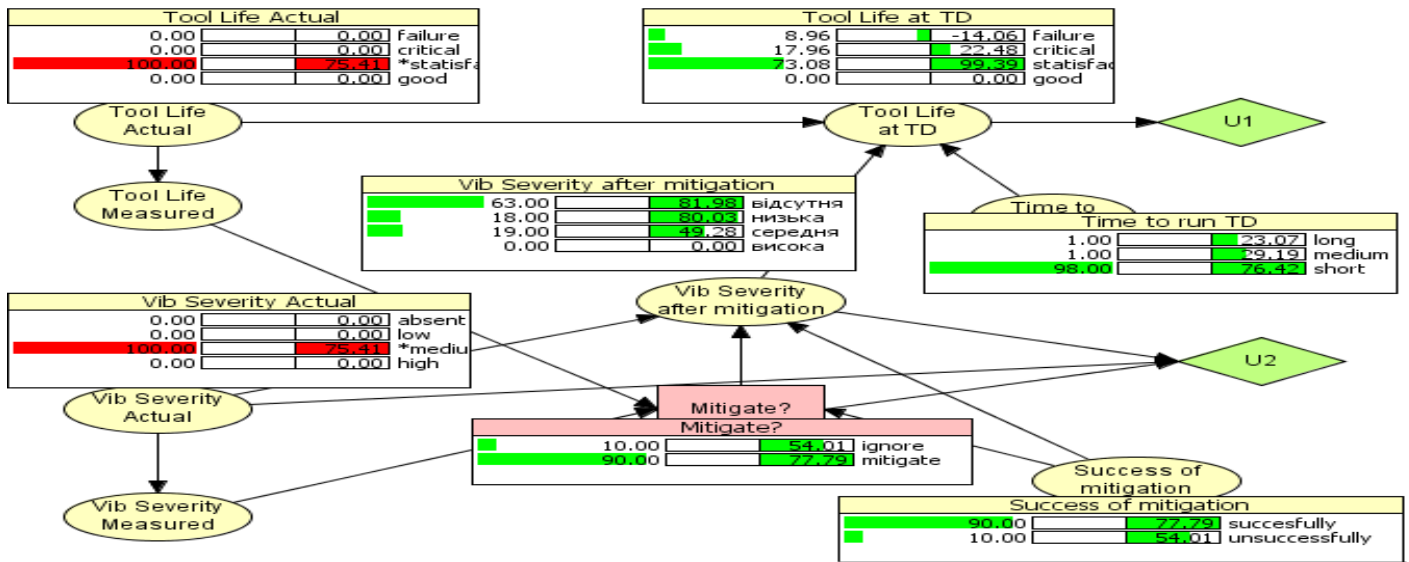 Tool Life Actual
0.00 0.00 failure
0.00 0.00 critical
100.00 75.41 *statisfa
0.00 0.00 good
Tool Life at TD
8.96 -14.06 failure
17.96 22.48 critical
73.08 99.39 statisfac
0.00 0.00 good
Tool Life
Actual
Tool Life
at TD
U1
Tool Life
Measured
Vib Severity after mitigation
63.00 81.98 відсутня
18.00 80.03 низька
19.00 49.28 середня
0.00 0.00 висока
Time to
Time to run TD
1.00 23.07 long
1.00 29.19 medium
98.00 76.42 short
Vib Severity
after mitigation
Vib Severity Actual
0.00 0.00 absent
0.00 0.00 low
100.00 75.41 *mediu
0.00 0.00 high
U2
Vib Severity
Actual
Mitigate?
Mitigate?
10.00 54.01 ignore
90.00 77.79 mitigate
Success of
mitigation
Vib Severity
Measured
Success of mitigation
90.00 77.79 succesfully
10.00 54.01 unsuccessfully